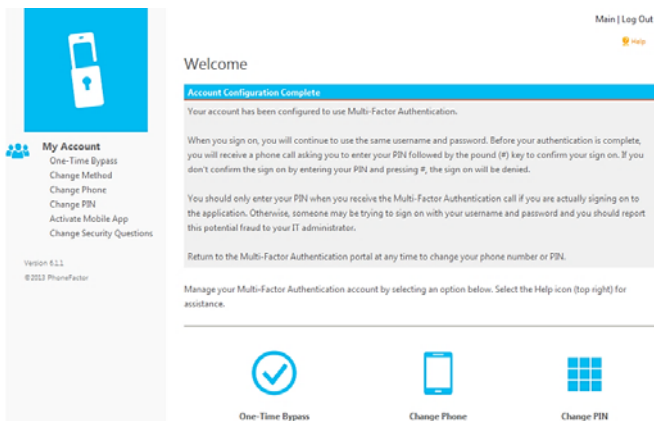 Main | Log Out
Help
Welcome
Account Configuration Complete
Your account has been configured to use Multi-Factor Authentication.
When you sign on, you will continue to use the same username and password. Before your authentication is complete,
you will receive a phone call asking you to enter your PIN followed by the pound (#) key to confirm your sign on. If you
don't confirm the sign on by entering your PIN and pressing #, the sign on will be denied.
You should only enter your PIN when you receive the Multi-Factor Authentication call if you are actually signing on to
the application. Otherwise, someone may be trying to sign on with your username and password and you should report
this potential fraud to your IT administrator.
Return to the Multi-Factor Authentication portal at any time to change your phone number or PIN.
Manage your Multi-Factor Authentication account by selecting an option below. Select the Help icon (top right) for
assistance.
My Account
One-Time Bypass
Change Method
Change Phone
Change PIN
Activate Mobile App
Change Security Questions
Version 6.1.1
©2013 PhoneFactor
One-Time Bypass
Change Phone
Change PIN